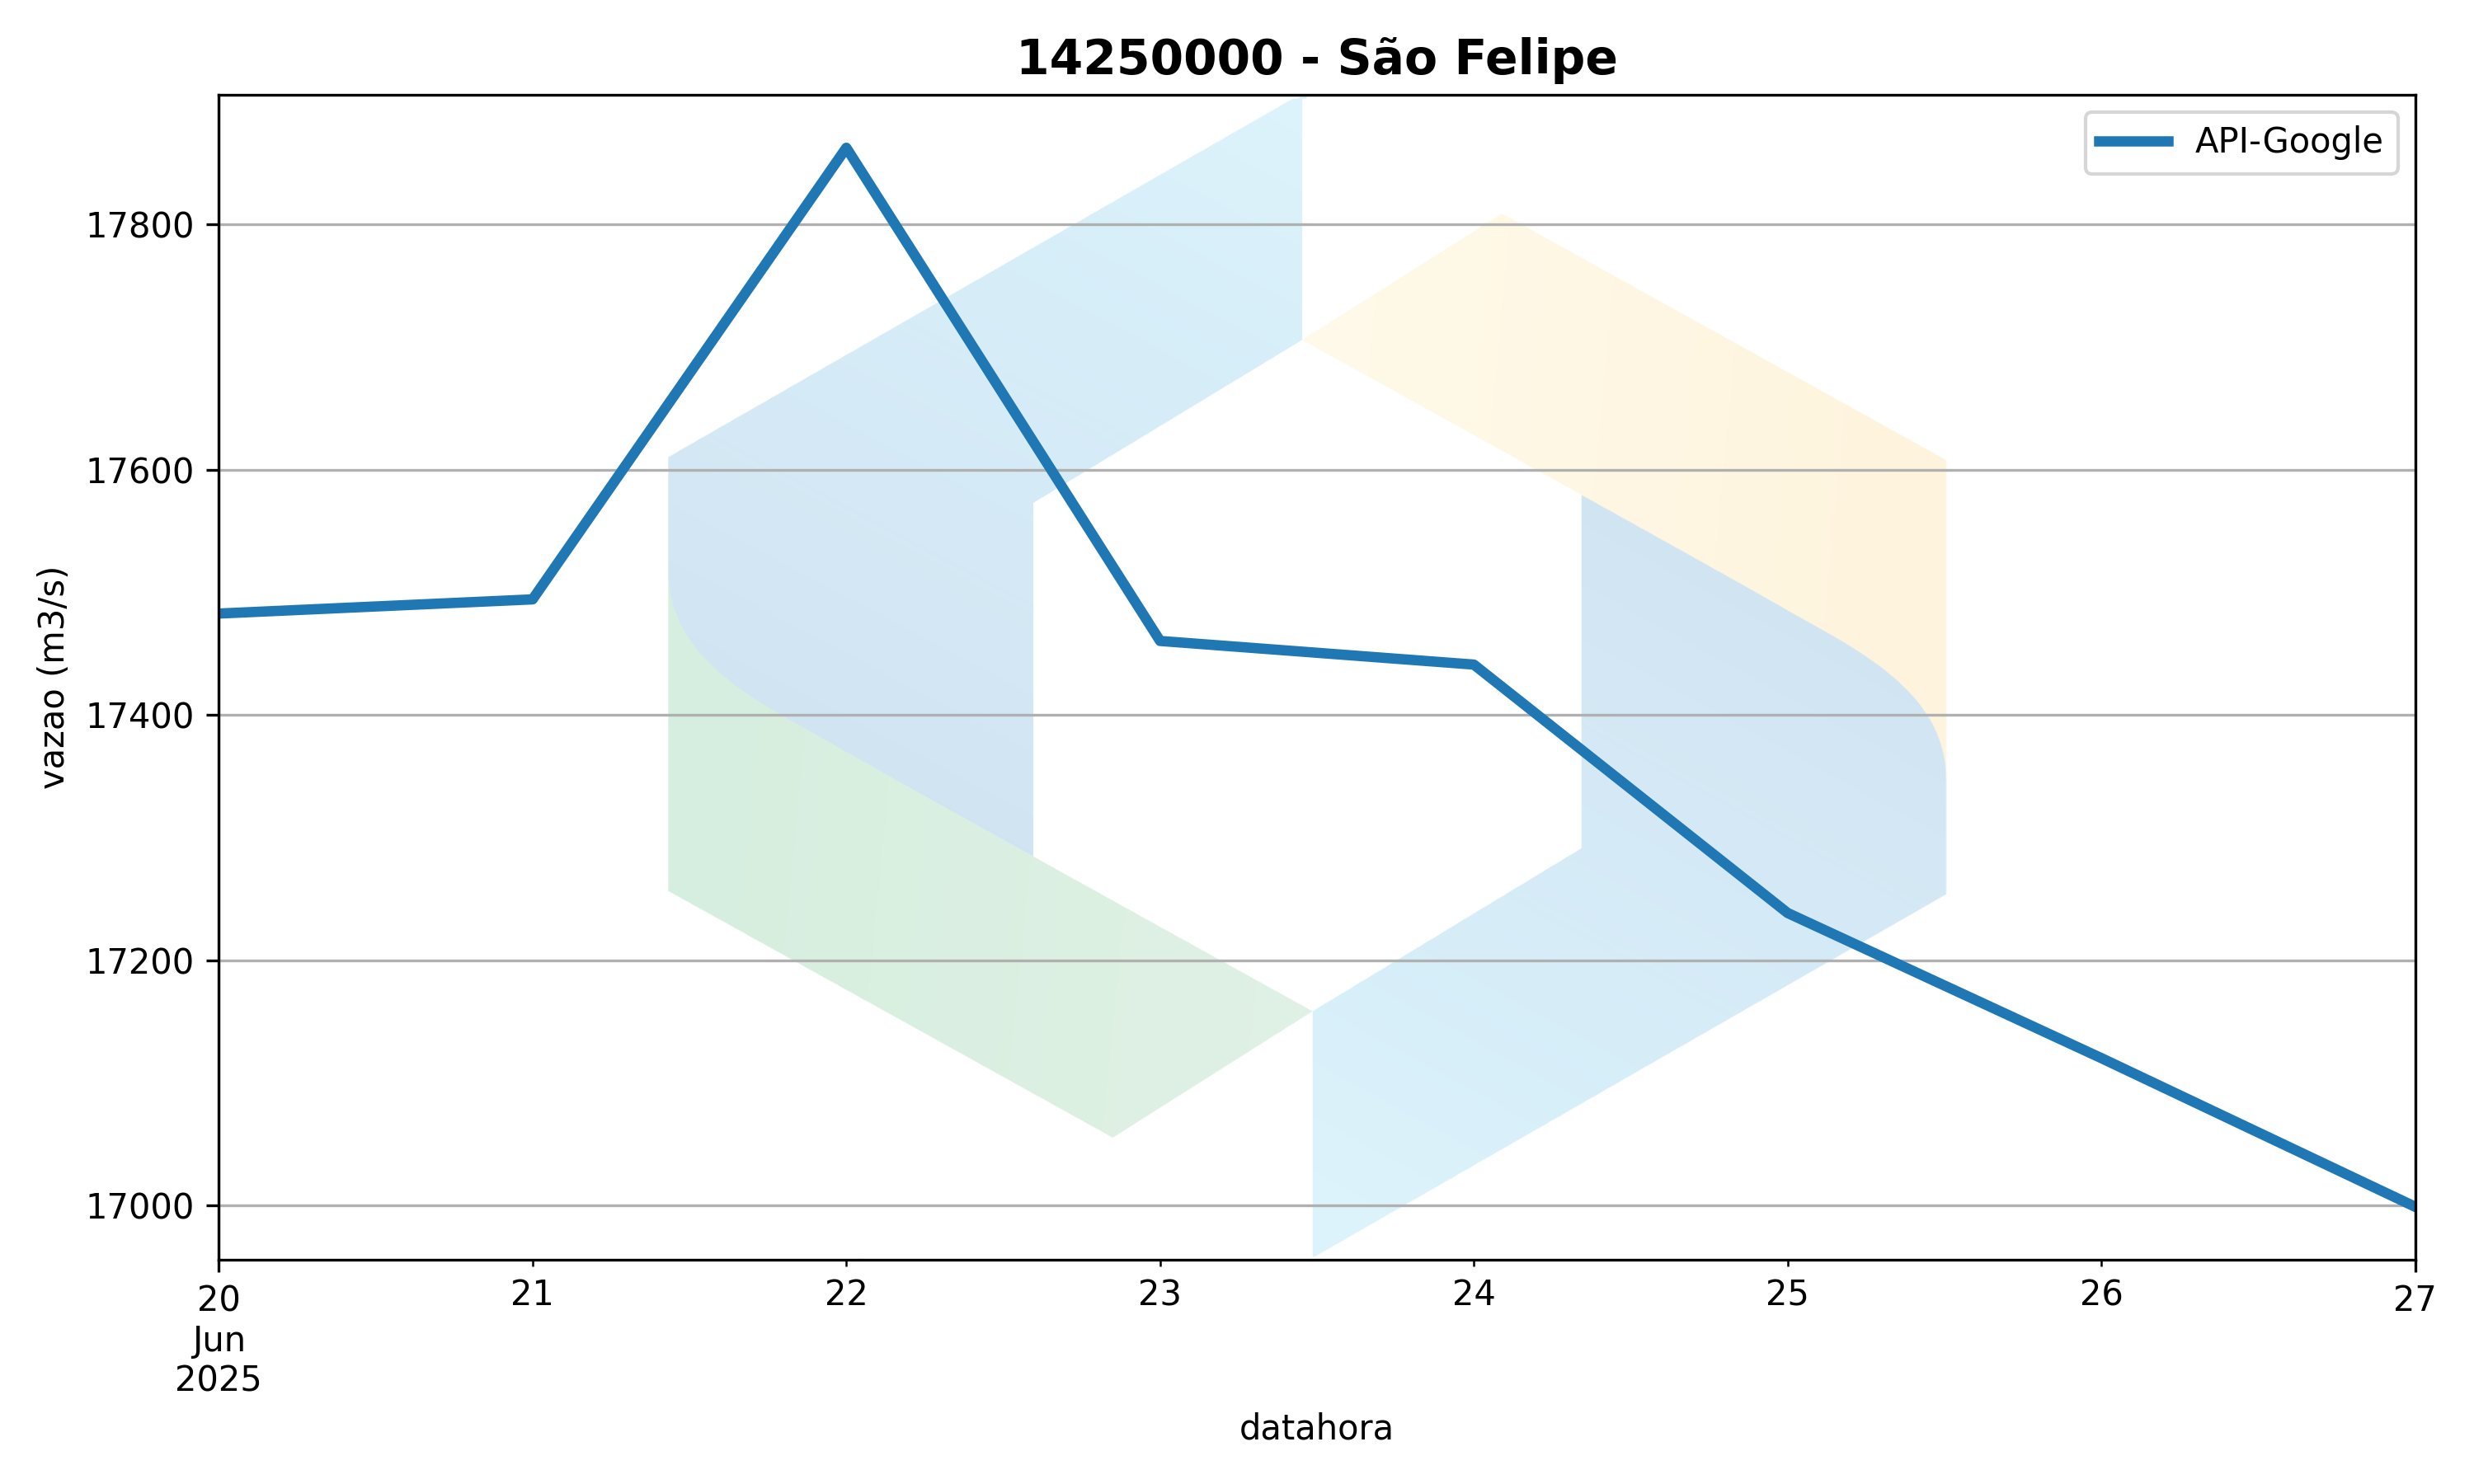 14250000 - São Felipe
API-Google
17800
17600
17400
17200
17000
vazao (m3/s)
20 21 22 23 24 25 26 27
Jun
2025
datahora